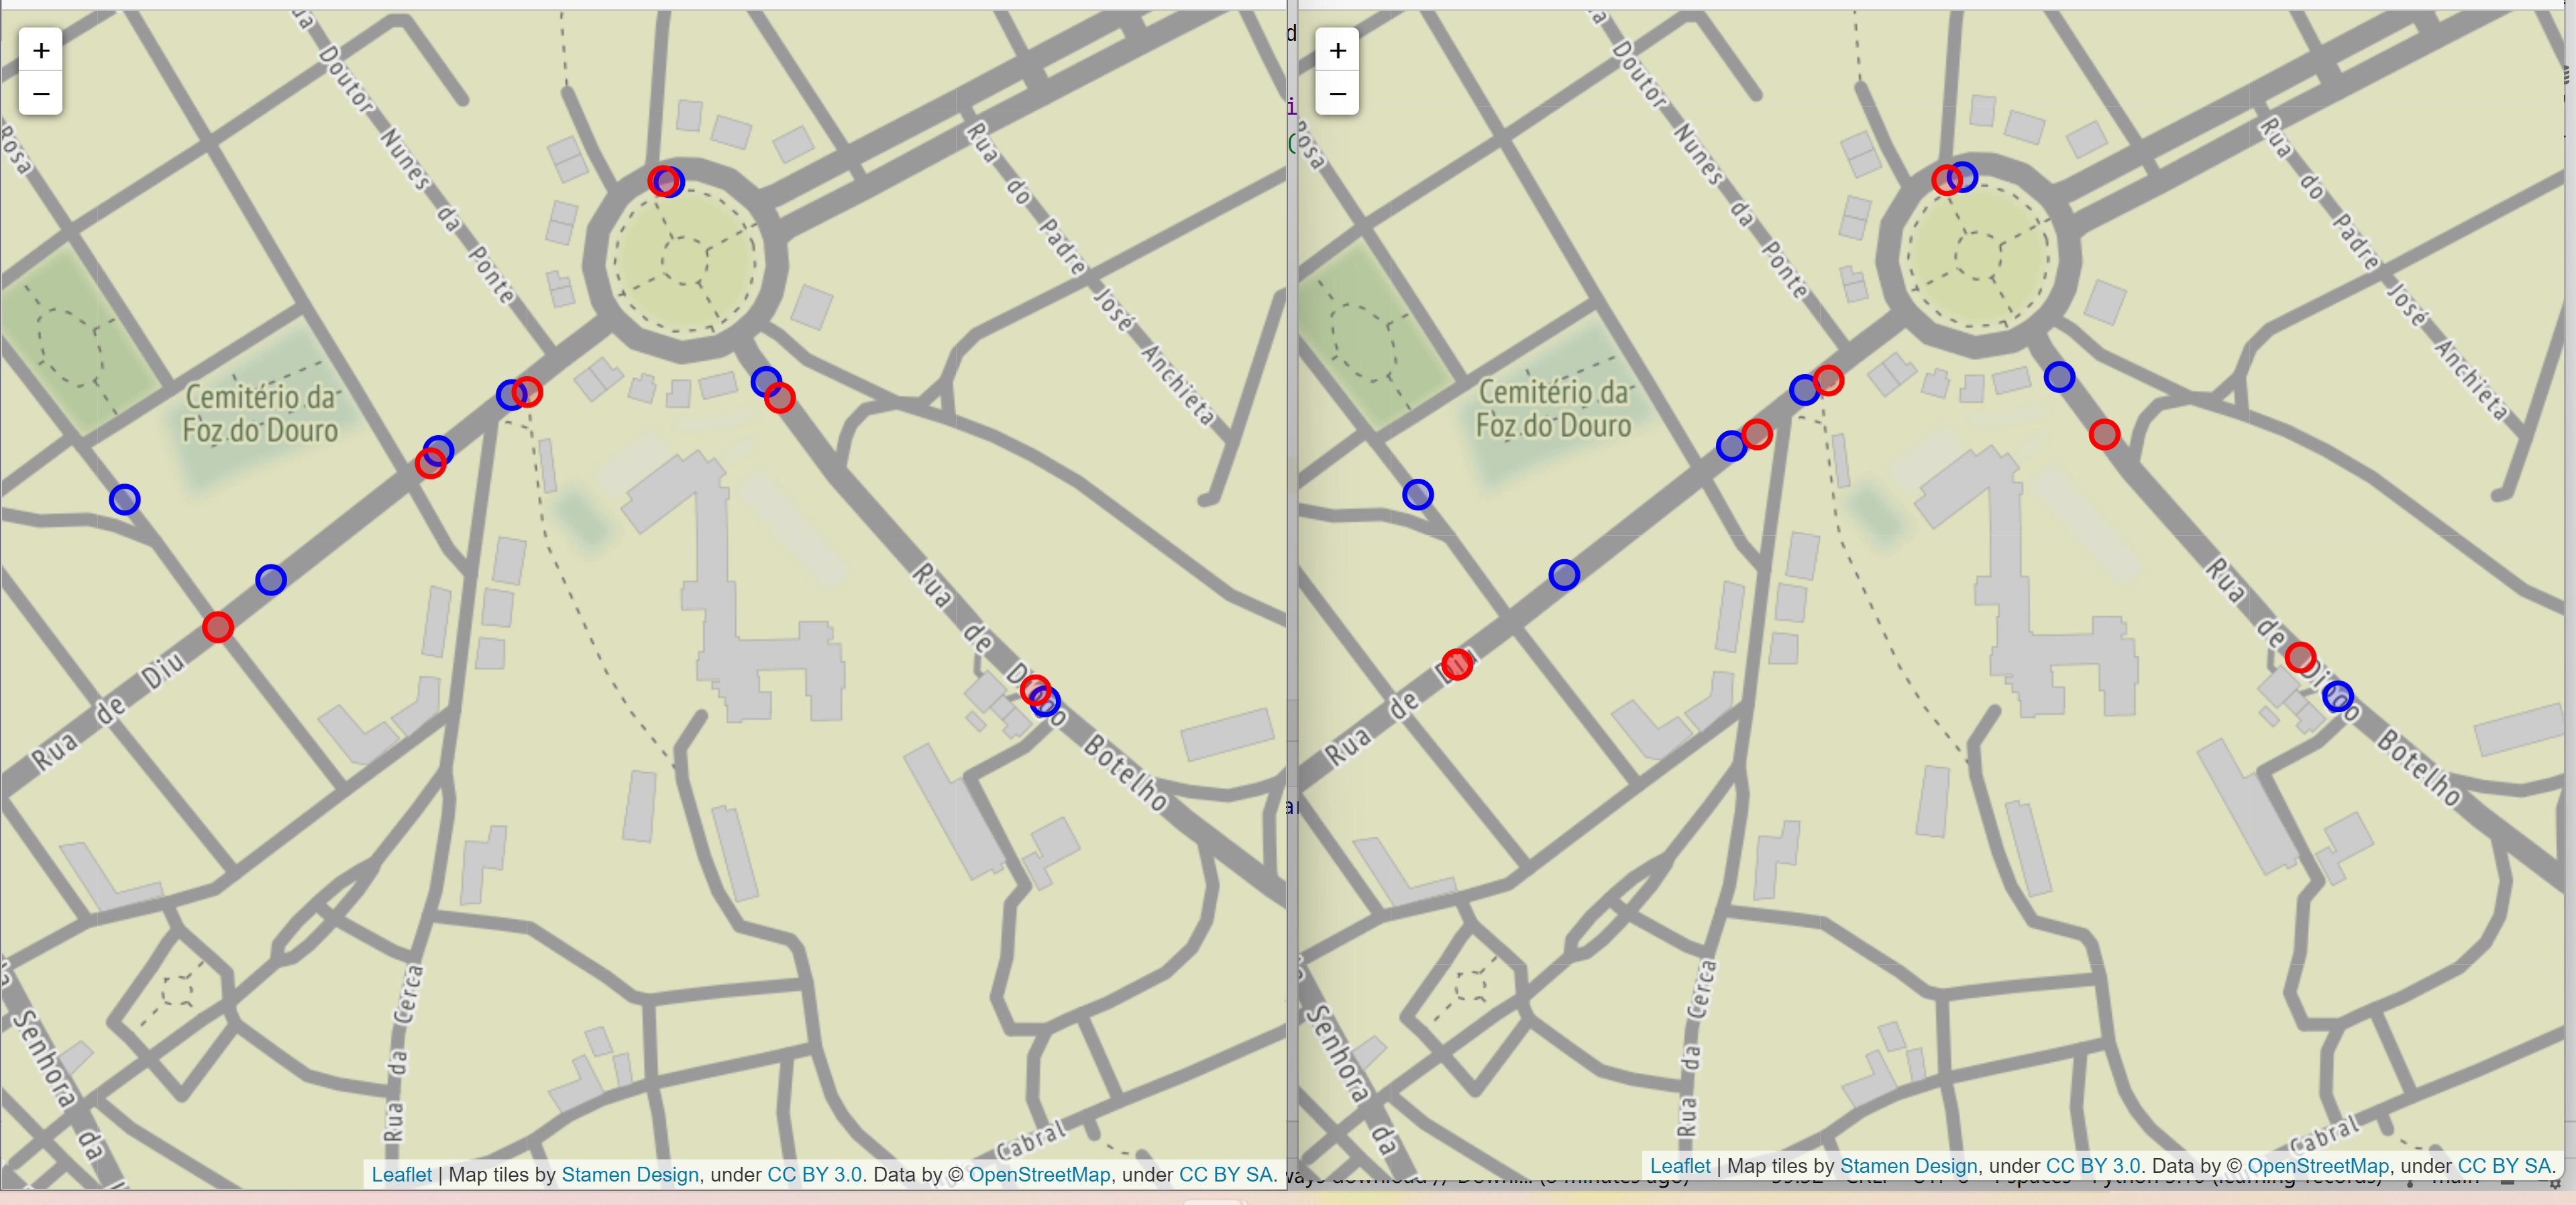 +
−
Rosa
Doutor Nunes da Ponte
Rua do Padre José Anchieta
Cemitério da
Foz do Douro
Rua de Diu
Rua de Diogo Botelho
Rua da Cerca
Senhora da
Cabral
Leaflet | Map tiles by Stamen Design, under CC BY 3.0. Data by © OpenStreetMap, under CC BY SA.
+
−
Rosa
Doutor Nunes da Ponte
Rua do Padre José Anchieta
Cemitério da
Foz do Douro
Rua de Diu
Rua de Diogo Botelho
Rua da Cerca
Senhora da
Cabral
Leaflet | Map tiles by Stamen Design, under CC BY 3.0. Data by © OpenStreetMap, under CC BY SA.